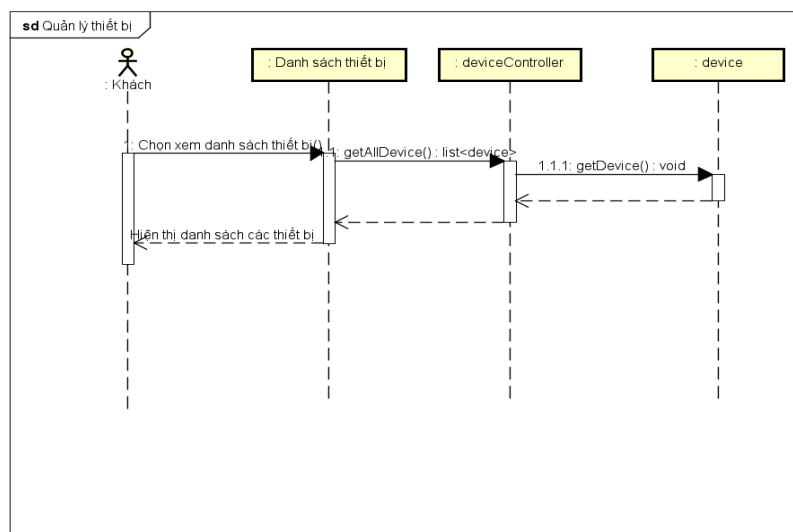 sd Quản lý thiết bị
: Khách
: Danh sách thiết bị
: deviceController
: device
1: Chọn xem danh sách thiết bị()
1.1: getAllDevice() : list<device>
1.1.1: getDevice() : void
Hiện thị danh sách các thiết bị